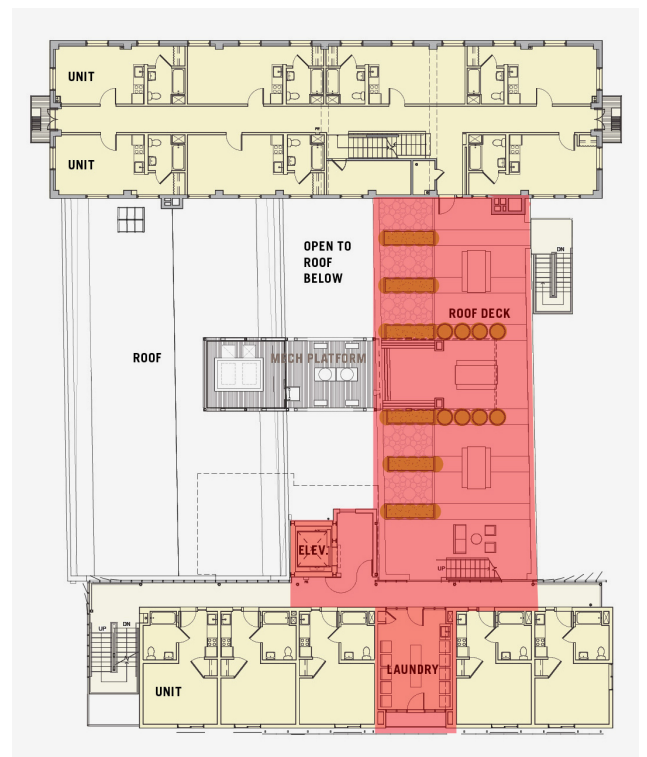 UNIT
UNIT
OPEN TO
ROOF
BELOW
DN
ROOF DECK
ROOF
MECH PLATFORM
ELEV.
UP
UP
DN
LAUNDRY
UNIT